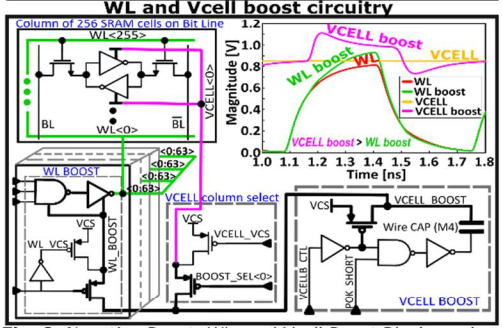 WL and Vcell boost circuitry
Column of 256 SRAM cells on Bit Line
WL<255>
VCELL<0>
BL
WL<0>
BL
Magnitude [V]
1.2
1.0
0.8
0.6
0.4
0.2
0.0
VCELL boost
VCELL
WL boost
WL
WL
WL boost
VCELL
VCELL boost
VCELL boost > WL boost
1.0 1.1 1.2 1.3 1.4 1.5 1.6 1.7 1.8
Time [ns]
<0:63>
<0:63>
<0:63>
WL BOOST
VCS
WL_VCS
WL_BOOST
VCELL column select
VCS
VCELL_VCS
BOOST_SEL<0>
VCELL_BOOST
VCS
Wire CAP (M4)
VCELLB_CTL
POK_SHORT
VCELL BOOST